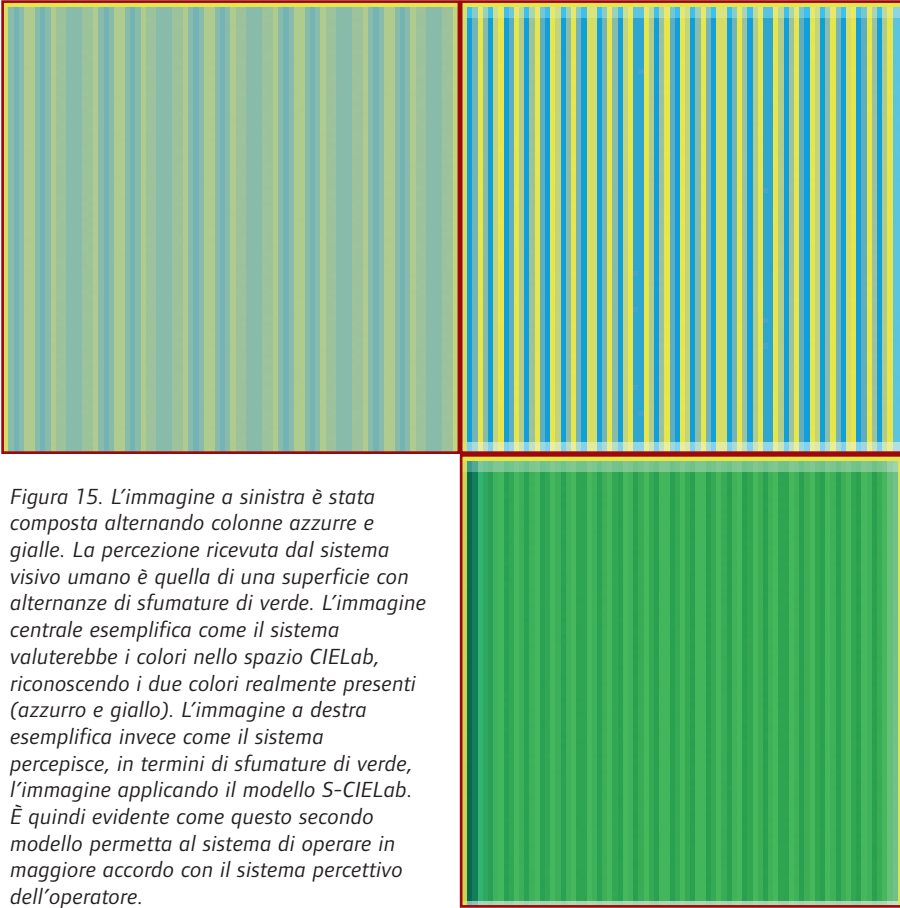 Figura 15. L’immagine a sinistra è stata
composta alternando colonne azzurre e
gialle. La percezione ricevuta dal sistema
visivo umano è quella di una superficie con
alternanze di sfumature di verde. L’immagine
centrale esemplifica come il sistema
valuterebbe i colori nello spazio CIELab,
riconoscendo i due colori realmente presenti
(azzurro e giallo). L’immagine a destra
esemplifica invece come il sistema
percepisce, in termini di sfumature di verde,
l’immagine applicando il modello S-CIELab.
È quindi evidente come questo secondo
modello permetta al sistema di operare in
maggiore accordo con il sistema percettivo
dell’operatore.